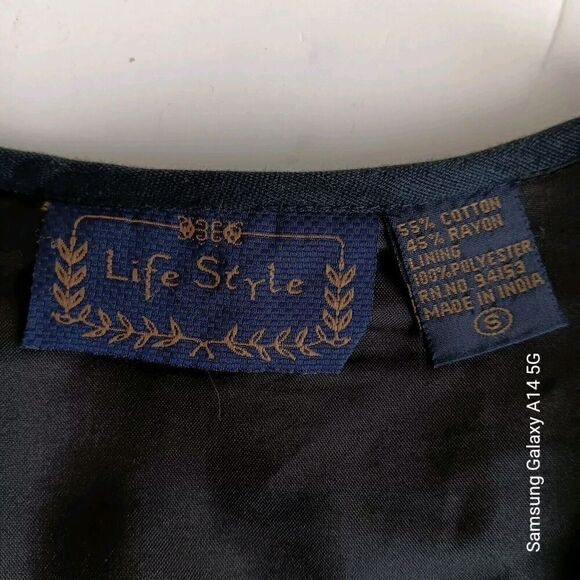 Life Style
55% COTTON
45% RAYON
LINING
100% POLYESTER
RN.NO 94153
MADE IN INDIA
S
Samsung Galaxy A14 5G